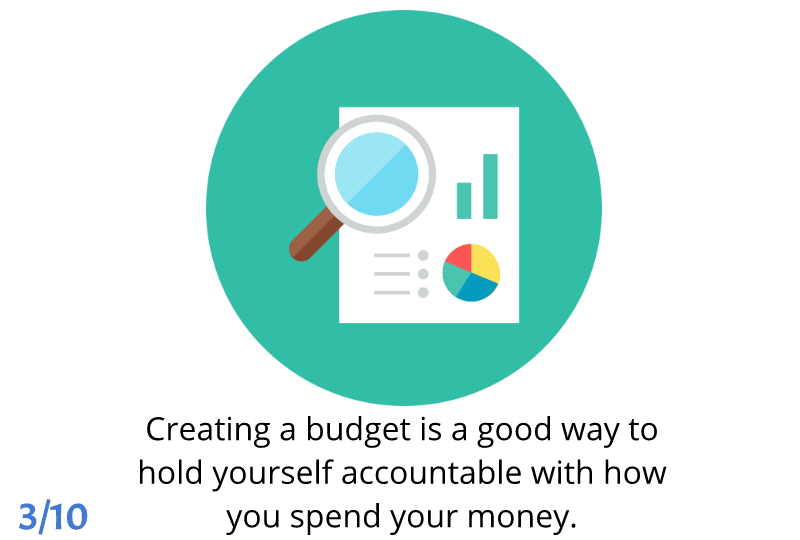 Creating a budget is a good way to
hold yourself accountable with how
you spend your money.
3/10